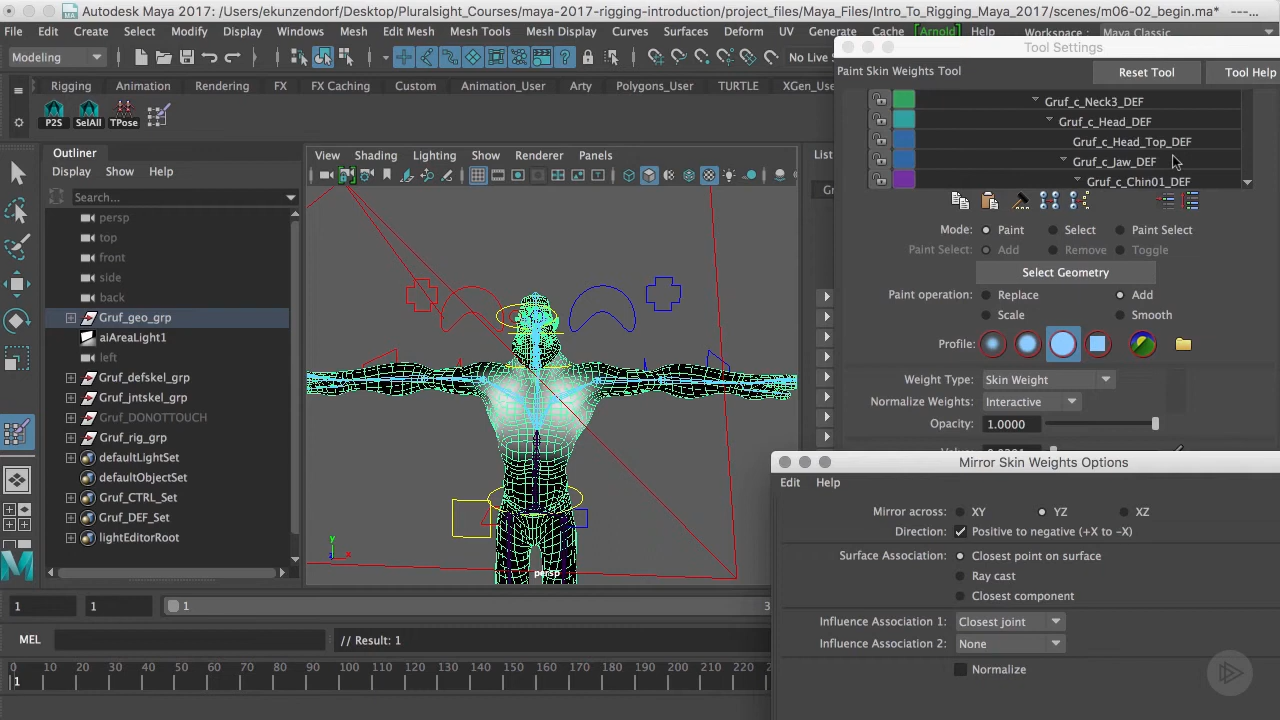 Autodesk Maya 2017: /Users/ekunzendorf/Desktop/Pluralsight_Courses/maya-2017-rigging-introduction/project_files/Maya_Files/Intro_To_Rigging_Maya_2017/scenes/m06-02_begin.ma* ---...
File Edit Create Select Modify Display Windows Mesh Edit Mesh Mesh Tools Mesh Display Curves Surfaces Deform UV Generate Cache [Arnold] Help Workspace : Maya Classic
Modeling No Live
Tool Settings
Paint Skin Weights Tool Reset Tool Tool Help
Rigging Animation Rendering FX FX Caching Custom Animation_User Arty Polygons_User TURTLE XGen_User
P2S SelAll TPose
Gruf_c_Neck3_DEF
Gruf_c_Head_DEF
Gruf_c_Head_Top_DEF
Gruf_c_Jaw_DEF
Gruf_c_Chin01_DEF
Outliner
Display Show Help
Search...
persp
top
front
side
back
Gruf_geo_grp
aiAreaLight1
left
Gruf_defskel_grp
Gruf_jntskel_grp
Gruf_DONOTTOUCH
Gruf_rig_grp
defaultLightSet
defaultObjectSet
Gruf_CTRL_Set
Gruf_DEF_Set
lightEditorRoot
View Shading Lighting Show Renderer Panels
List
y
x
persp
Mode: Paint Select Paint Select
Paint Select: Add Remove Toggle
Select Geometry
Paint operation: Replace Add
Scale Smooth
Profile:
Weight Type: Skin Weight
Normalize Weights: Interactive
Opacity: 1.0000
Mirror Skin Weights Options
Edit Help
Mirror across: XY YZ XZ
Direction: Positive to negative (+X to -X)
Surface Association: Closest point on surface
Ray cast
Closest component
Influence Association 1: Closest joint
Influence Association 2: None
Normalize
1 1 1 3
MEL // Result: 1
0 10 20 30 40 50 60 70 80 90 100 110 120 130 140 150 160 170 180 190 200 210 220
1